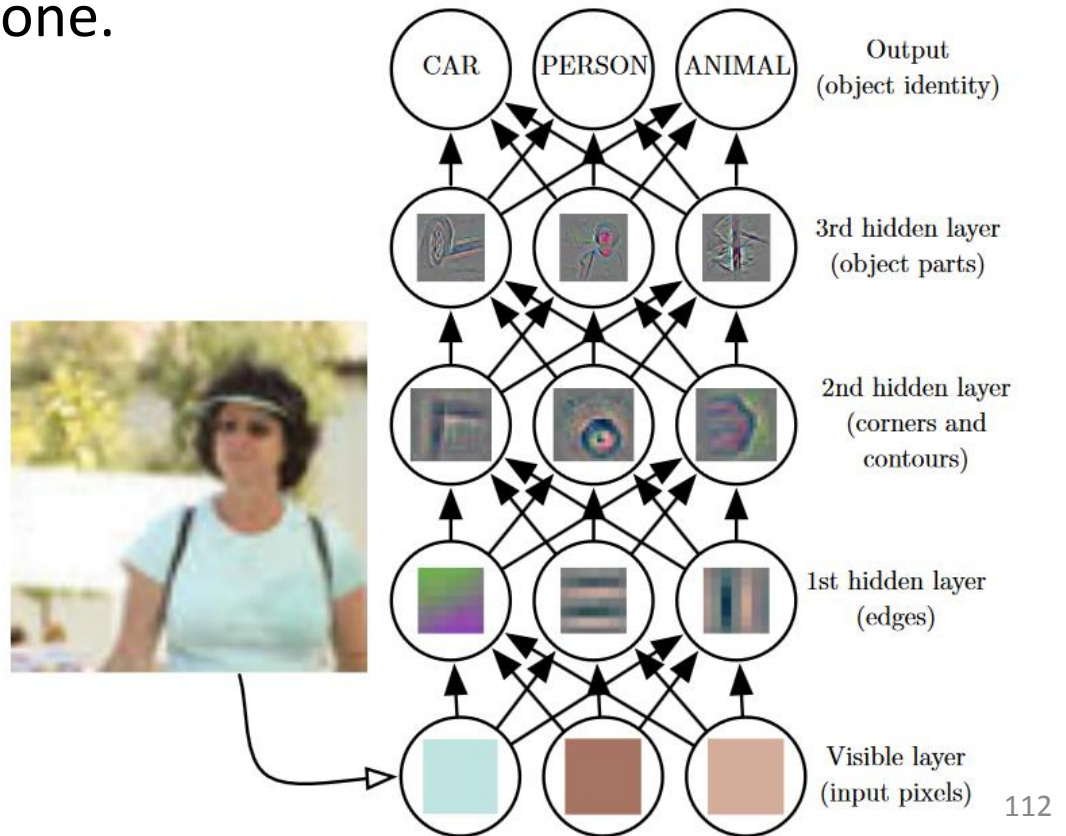 one.
CAR PERSON ANIMAL
Output
(object identity)
3rd hidden layer
(object parts)
2nd hidden layer
(corners and
contours)
1st hidden layer
(edges)
Visible layer
(input pixels)
112